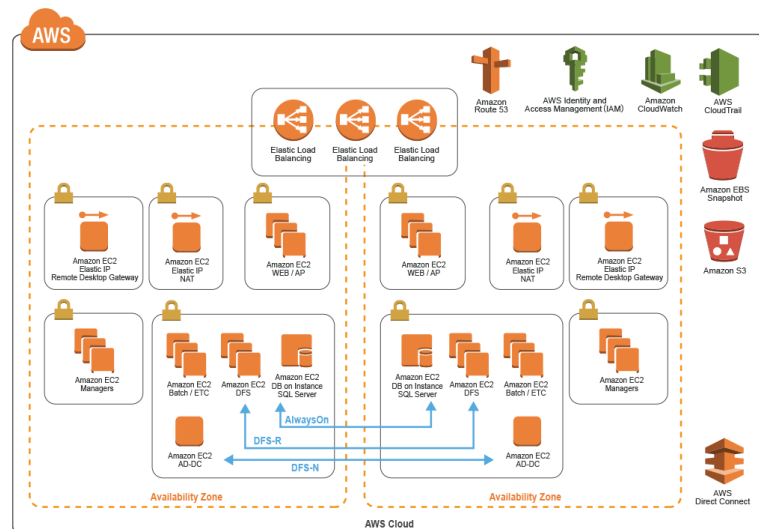 AWS
Amazon
Route 53
AWS Identity and
Access Management (IAM)
Amazon
CloudWatch
AWS
CloudTrail
Elastic Load
Balancing
Elastic Load
Balancing
Elastic Load
Balancing
Amazon EBS
Snapshot
Amazon S3
Amazon EC2
Elastic IP
Remote Desktop Gateway
Amazon EC2
Elastic IP
NAT
Amazon EC2
WEB / AP
Amazon EC2
WEB / AP
Amazon EC2
Elastic IP
NAT
Amazon EC2
Elastic IP
Remote Desktop Gateway
Amazon EC2
Managers
Amazon EC2
Batch / ETC
Amazon EC2
DFS
Amazon EC2
DB on Instance
SQL Server
Amazon EC2
DB on Instance
SQL Server
Amazon EC2
DFS
Amazon EC2
Batch / ETC
Amazon EC2
Managers
AlwaysOn
DFS-R
Amazon EC2
AD-DC
DFS-N
Amazon EC2
AD-DC
Availability Zone
Availability Zone
AWS
Direct Connect
AWS Cloud